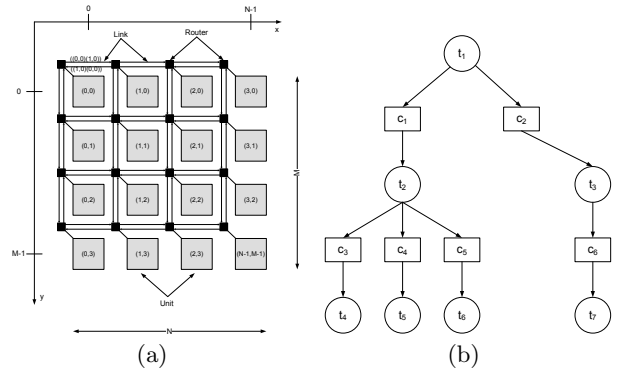 0
N-1
x
Link
Router
((0,0)(1,0))
((1,0)(0,0))
0
(0,0)
(1,0)
(2,0)
(3,0)
(0,1)
(1,1)
(2,1)
(3,1)
M
(0,2)
(1,2)
(2,2)
(3,2)
M-1
(0,3)
(1,3)
(2,3)
(N-1,M-1)
y
Unit
N
(a)
t1
c1
c2
t2
t3
c3
c4
c5
c6
t4
t5
t6
t7
(b)